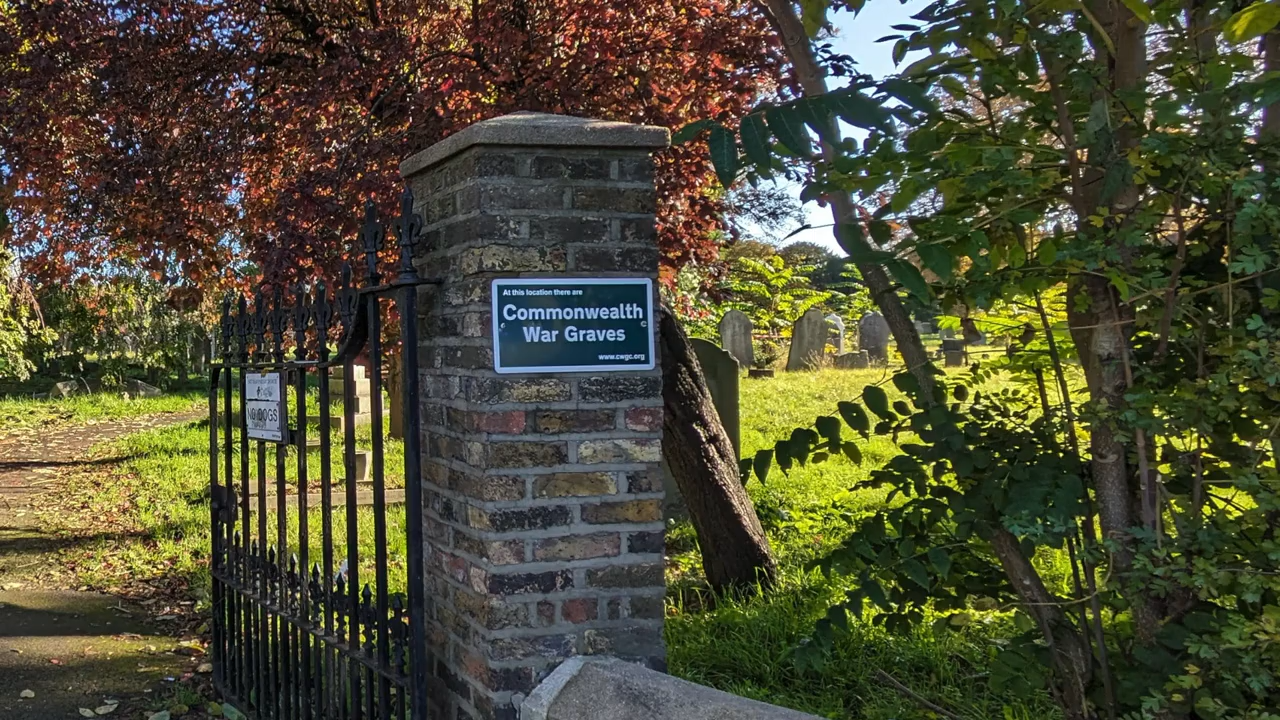 At this location there are
Commonwealth
War Graves
www.cwgc.org
NO DOGS